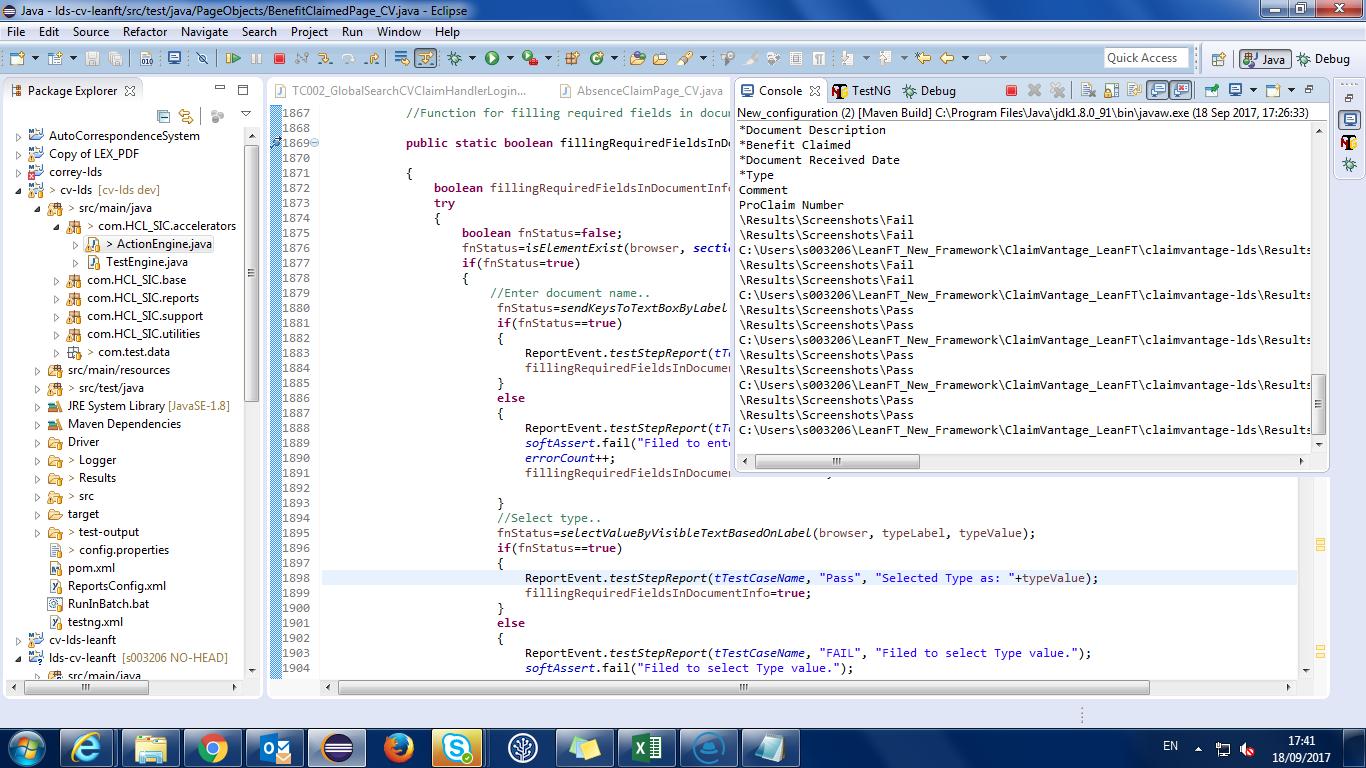 Java - lds-cv-leanft/src/test/java/PageObjects/BenefitClaimedPage_CV.java - Eclipse
File Edit Source Refactor Navigate Search Project Run Window Help
Quick Access
Java
Debug
Package Explorer
AutoCorrespondenceSystem
Copy of LEX_PDF
correy-lds
> cv-lds [cv-lds dev]
> src/main/java
> com.HCL_SIC.accelerators
> ActionEngine.java
TestEngine.java
com.HCL_SIC.base
com.HCL_SIC.reports
com.HCL_SIC.support
com.HCL_SIC.utilities
> com.test.data
src/main/resources
> src/test/java
JRE System Library [JavaSE-1.8]
Maven Dependencies
Driver
> Logger
> Results
> src
target
> test-output
> config.properties
pom.xml
ReportsConfig.xml
RunInBatch.bat
testng.xml
cv-lds-leanft
lds-cv-leanft [s003206 NO-HEAD]
src/main/java
TC002_GlobalSearchCVClaimHandlerLogin...
AbsenceClaimPage_CV.java
1867 //Function for filling required fields in docu
1868
1869 public static boolean fillingRequiredFieldsInDo
1870
1871 {
1872 boolean fillingRequiredFieldsInDocumentInfo
1873 try
1874 {
1875 boolean fnStatus=false;
1876 fnStatus=isElementExist(browser, sectio
1877 if(fnStatus=true)
1878 {
1879 //Enter document name..
1880 fnStatus=sendKeysToTextBoxByLabel
1881 if(fnStatus==true)
1882 {
1883 ReportEvent.testStepReport(tTe
1884 fillingRequiredFieldsInDocumen
1885 }
1886 else
1887 {
1888 ReportEvent.testStepReport(tTe
1889 softAssert.fail("Filed to ente
1890 errorCount++;
1891 fillingRequiredFieldsInDocumen
1892
1893 }
1894 //Select type..
1895 fnStatus=selectValueByVisibleTextBasedOnLabel(browser, typeLabel, typeValue);
1896 if(fnStatus==true)
1897 {
1898 ReportEvent.testStepReport(tTestCaseName, "Pass", "Selected Type as: "+typeValue);
1899 fillingRequiredFieldsInDocumentInfo=true;
1900 }
1901 else
1902 {
1903 ReportEvent.testStepReport(tTestCaseName, "FAIL", "Filed to select Type value.");
1904 softAssert.fail("Filed to select Type value.");
Console TestNG Debug
New_configuration (2) [Maven Build] C:\Program Files\Java\jdk1.8.0_91\bin\javaw.exe (18 Sep 2017, 17:26:33)
*Document Description
*Benefit Claimed
*Document Received Date
*Type
Comment
ProClaim Number
\Results\Screenshots\Fail
\Results\Screenshots\Fail
C:\Users\s003206\LeanFT_New_Framework\ClaimVantage_LeanFT\claimvantage-lds\Results
\Results\Screenshots\Fail
\Results\Screenshots\Fail
C:\Users\s003206\LeanFT_New_Framework\ClaimVantage_LeanFT\claimvantage-lds\Results
\Results\Screenshots\Pass
\Results\Screenshots\Pass
C:\Users\s003206\LeanFT_New_Framework\ClaimVantage_LeanFT\claimvantage-lds\Results
\Results\Screenshots\Pass
\Results\Screenshots\Pass
C:\Users\s003206\LeanFT_New_Framework\ClaimVantage_LeanFT\claimvantage-lds\Results
\Results\Screenshots\Pass
\Results\Screenshots\Pass
C:\Users\s003206\LeanFT_New_Framework\ClaimVantage_LeanFT\claimvantage-lds\Results
EN
17:41
18/09/2017